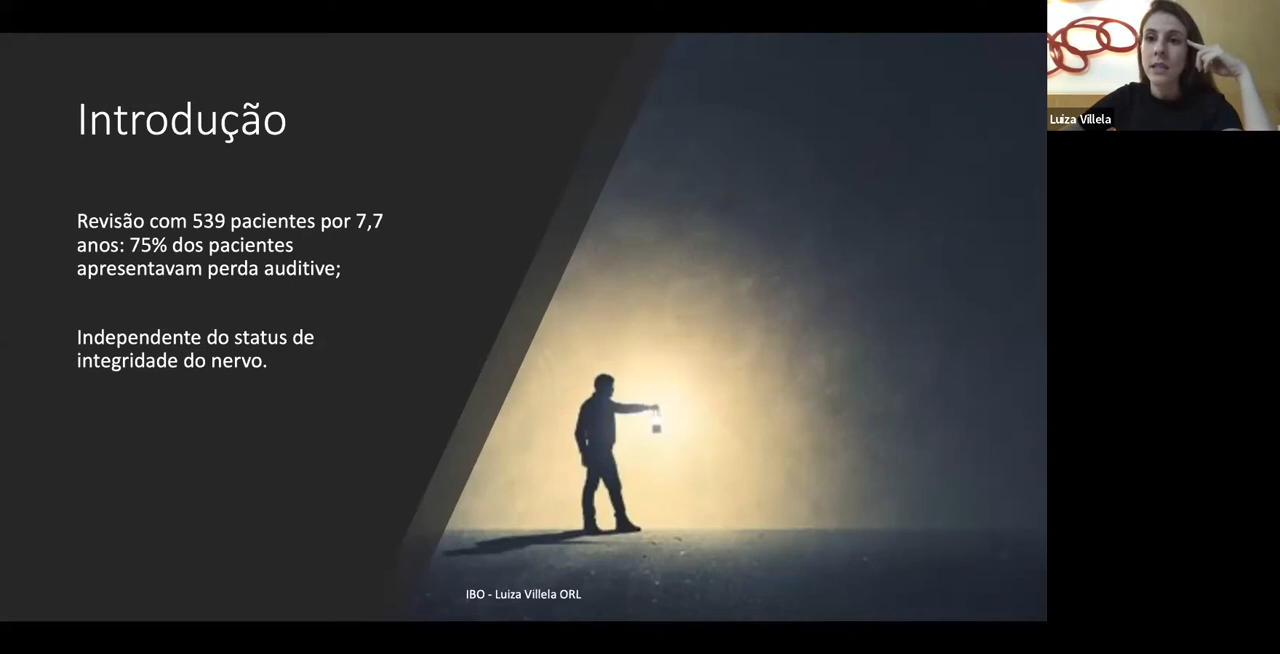 Introdução
Revisão com 539 pacientes por 7,7
anos: 75% dos pacientes
apresentavam perda auditive;
Independente do status de
integridade do nervo.
IBO - Luiza Villela ORL
Luiza Villela